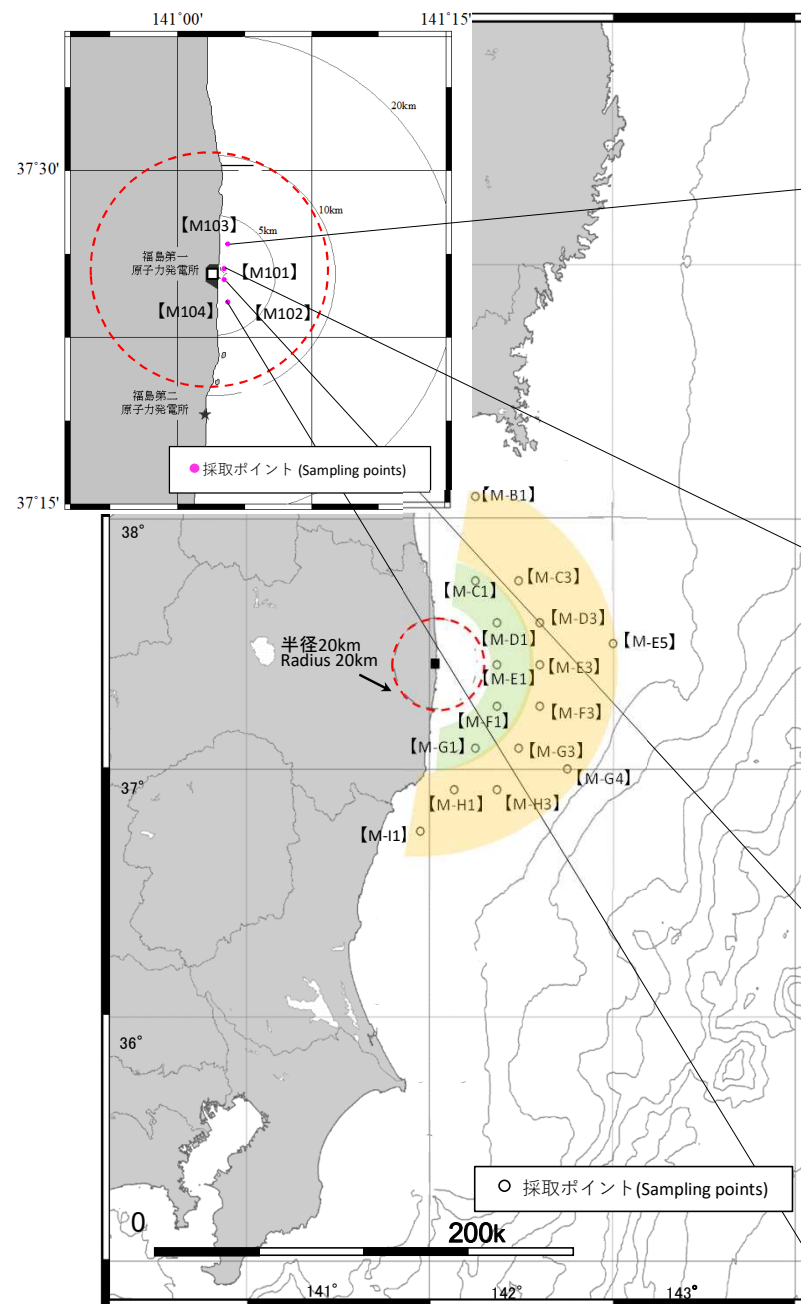 141°00'
141°15'
20km
37°30'
10km
【M103】
5km
福島第一
原子力発電所
【M101】
【M104】
【M102】
福島第二
原子力発電所
採取ポイント (Sampling points)
37°15'
【M-B1】
38°
【M-C1】
【M-C3】
【M-D3】
【M-D1】
【M-E5】
半径20km
Radius 20km
【M-E1】
【M-E3】
【M-F1】
【M-F3】
【M-G1】
【M-G3】
【M-G4】
37°
【M-H1】
【M-H3】
【M-I1】
36°
採取ポイント(Sampling points)
0
200k
141°
142°
143°